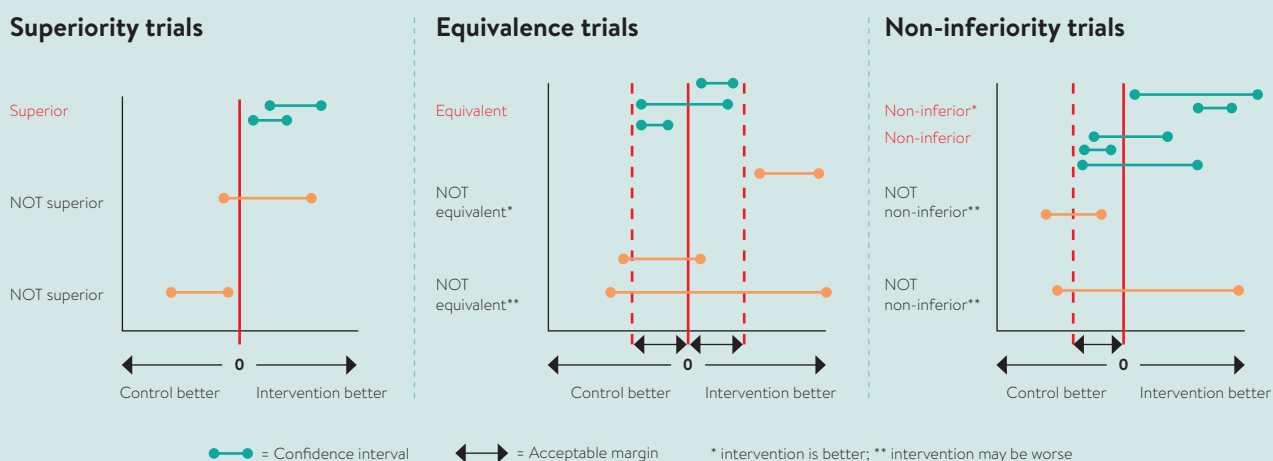 Superiority trials
Superior
NOT superior
NOT superior
0
Control better
Intervention better
Equivalence trials
Equivalent
NOT
equivalent*
NOT
equivalent**
0
Control better
Intervention better
Non-inferiority trials
Non-inferior*
Non-inferior
NOT
non-inferior**
NOT
non-inferior**
0
Control better
Intervention better
= Confidence interval
= Acceptable margin
* intervention is better; ** intervention may be worse